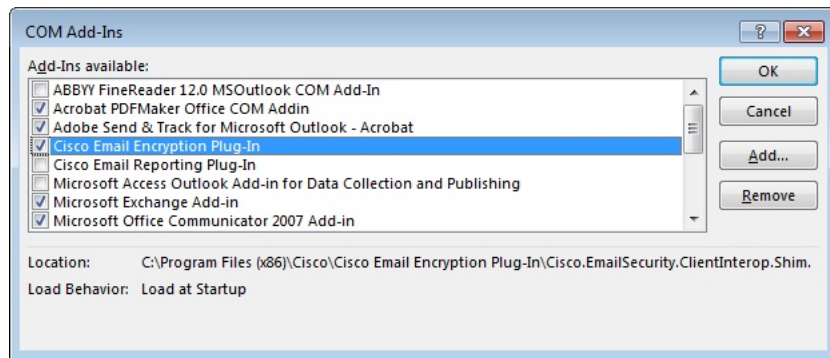 COM Add-Ins
Add-Ins available:
ABBYY FineReader 12.0 MSOutlook COM Add-In
Acrobat PDFMaker Office COM Addin
Adobe Send & Track for Microsoft Outlook - Acrobat
Cisco Email Encryption Plug-In
Cisco Email Reporting Plug-In
Microsoft Access Outlook Add-in for Data Collection and Publishing
Microsoft Exchange Add-in
Microsoft Office Communicator 2007 Add-in
OK
Cancel
Add...
Remove
Location: C:\Program Files (x86)\Cisco\Cisco Email Encryption Plug-In\Cisco.EmailSecurity.ClientInterop.Shim.
Load Behavior: Load at Startup